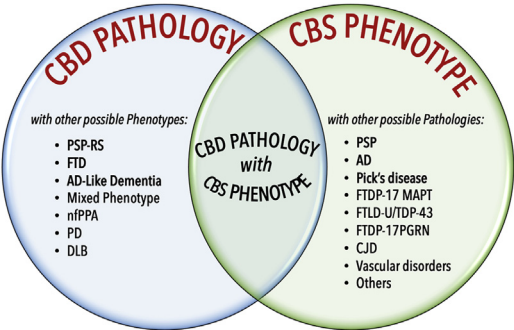 CBD PATHOLOGY
with other possible Phenotypes:
• PSP-RS
• FTD
• AD-Like Dementia
• Mixed Phenotype
• nfPPA
• PD
• DLB
CBD PATHOLOGY
with
CBS PHENOTYPE
CBS PHENOTYPE
with other possible Pathologies:
• PSP
• AD
• Pick's disease
• FTDP-17 MAPT
• FTLD-U/TDP-43
• FTDP-17PGRN
• CJD
• Vascular disorders
• Others